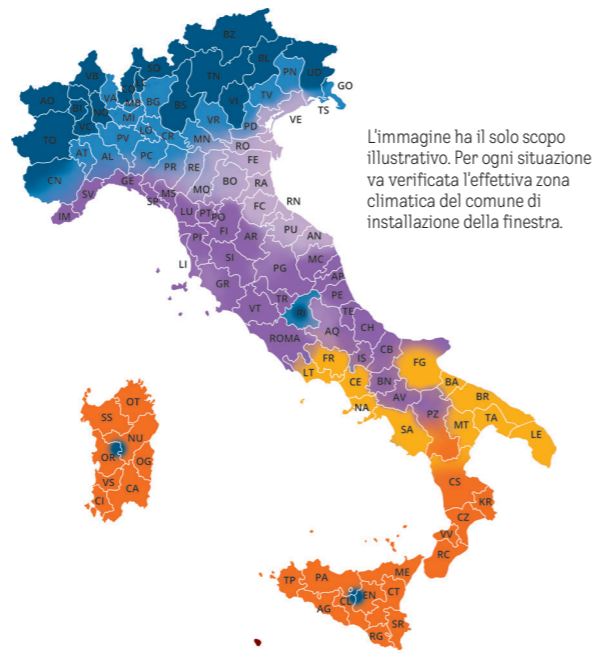 BZ
BL
SO
VB
TN
PN
UD
GO
TS
AO
BI
VA
CO
LC
MB
BG
BS
VI
TV
NO
VC
MI
LO
CR
VR
PD
VE
TO
PV
MN
RO
AT
AL
PC
PR
RE
FE
CN
GE
MO
BO
RA
SV
MS
SP
FC
RN
IM
LU
PT
PO
PU
AN
FI
AR
PI
MC
LI
SI
PG
AP
GR
TR
PE
TE
VT
RI
CH
ROMA
AQ
FR
IS
CB
FG
LT
CE
BN
BA
NA
AV
BR
PZ
TA
SA
MT
LE
L'immagine ha il solo scopo
illustrativo. Per ogni situazione
va verificata l'effettiva zona
climatica del comune di
installazione della finestra.
OT
SS
NU
OR
OG
VS
CA
CI
CS
KR
CZ
VV
RC
ME
TP
PA
EN
CL
CT
AG
SR
RG